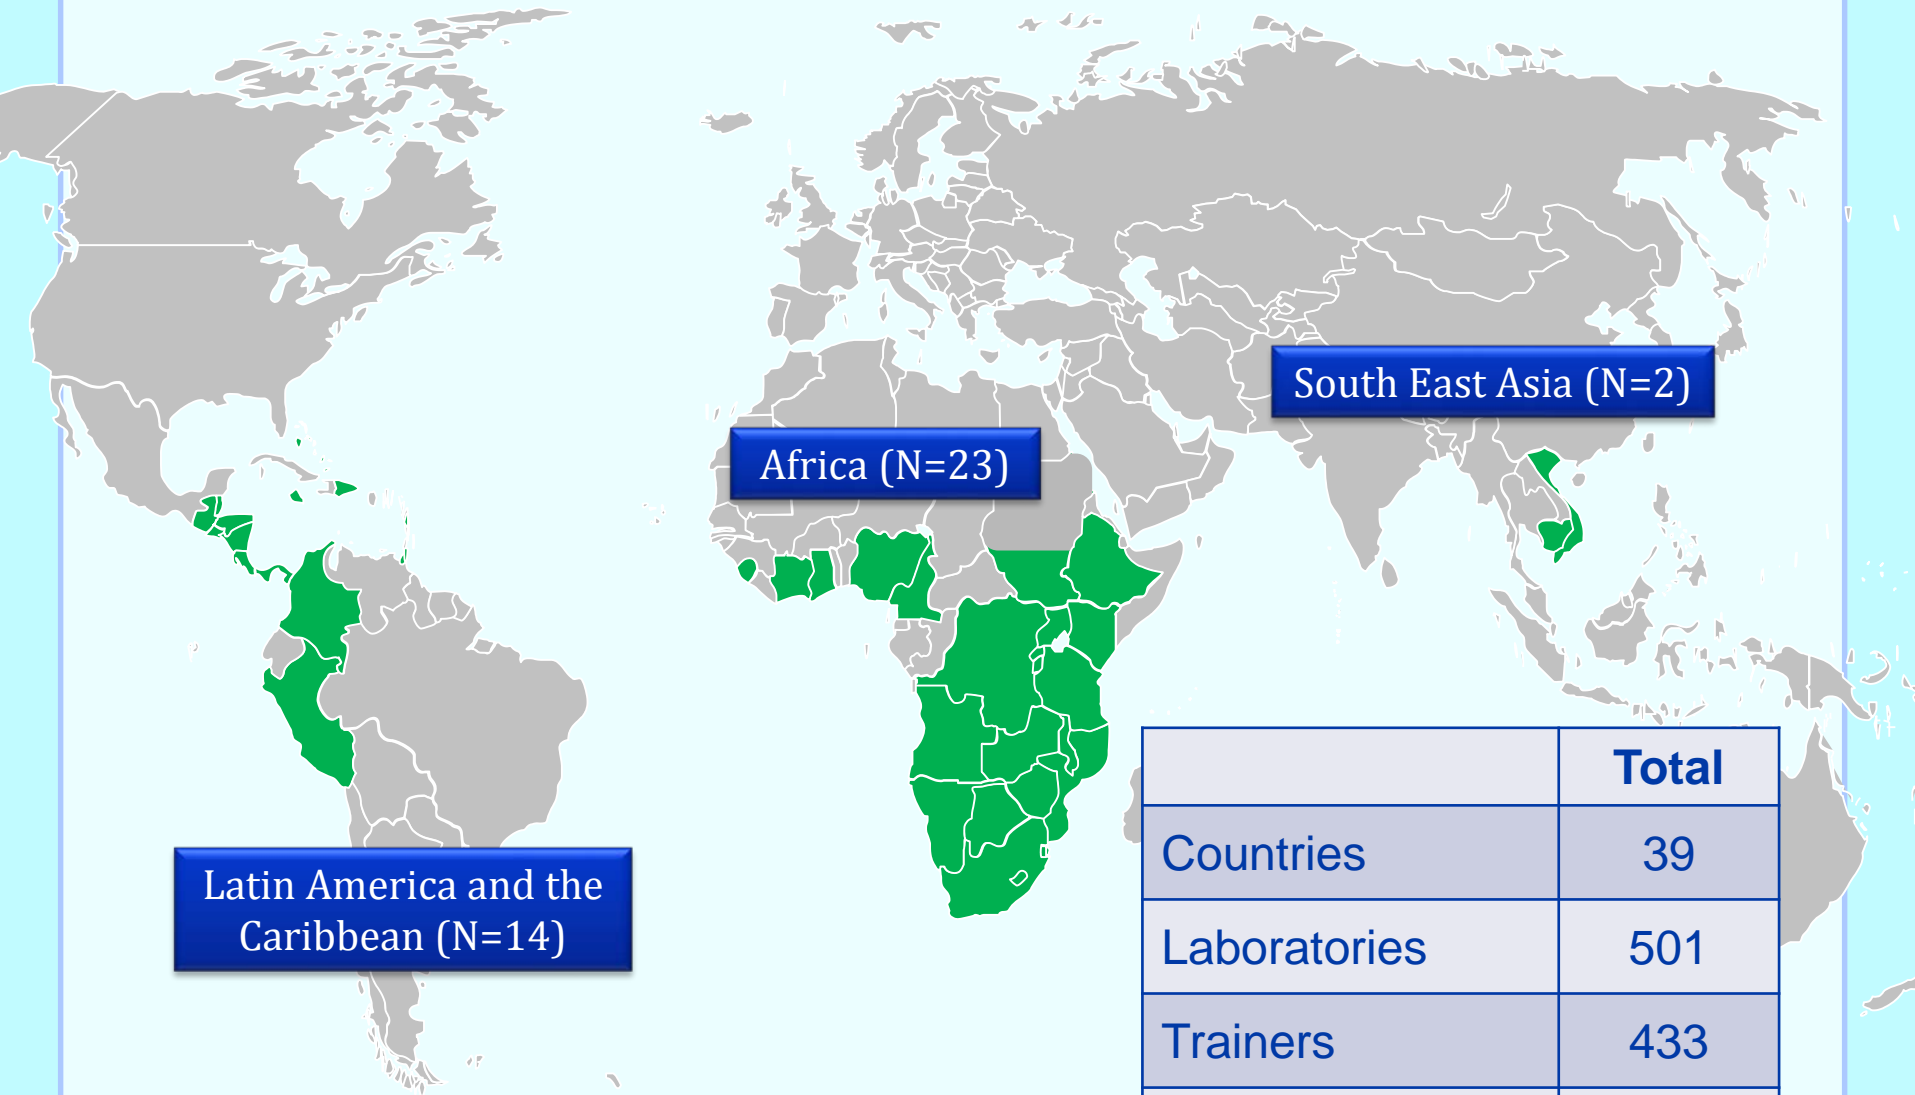 South East Asia (N=2)
Africa (N=23)
Latin America and the
Caribbean (N=14)
Total
Countries 39
Laboratories 501
Trainers 433